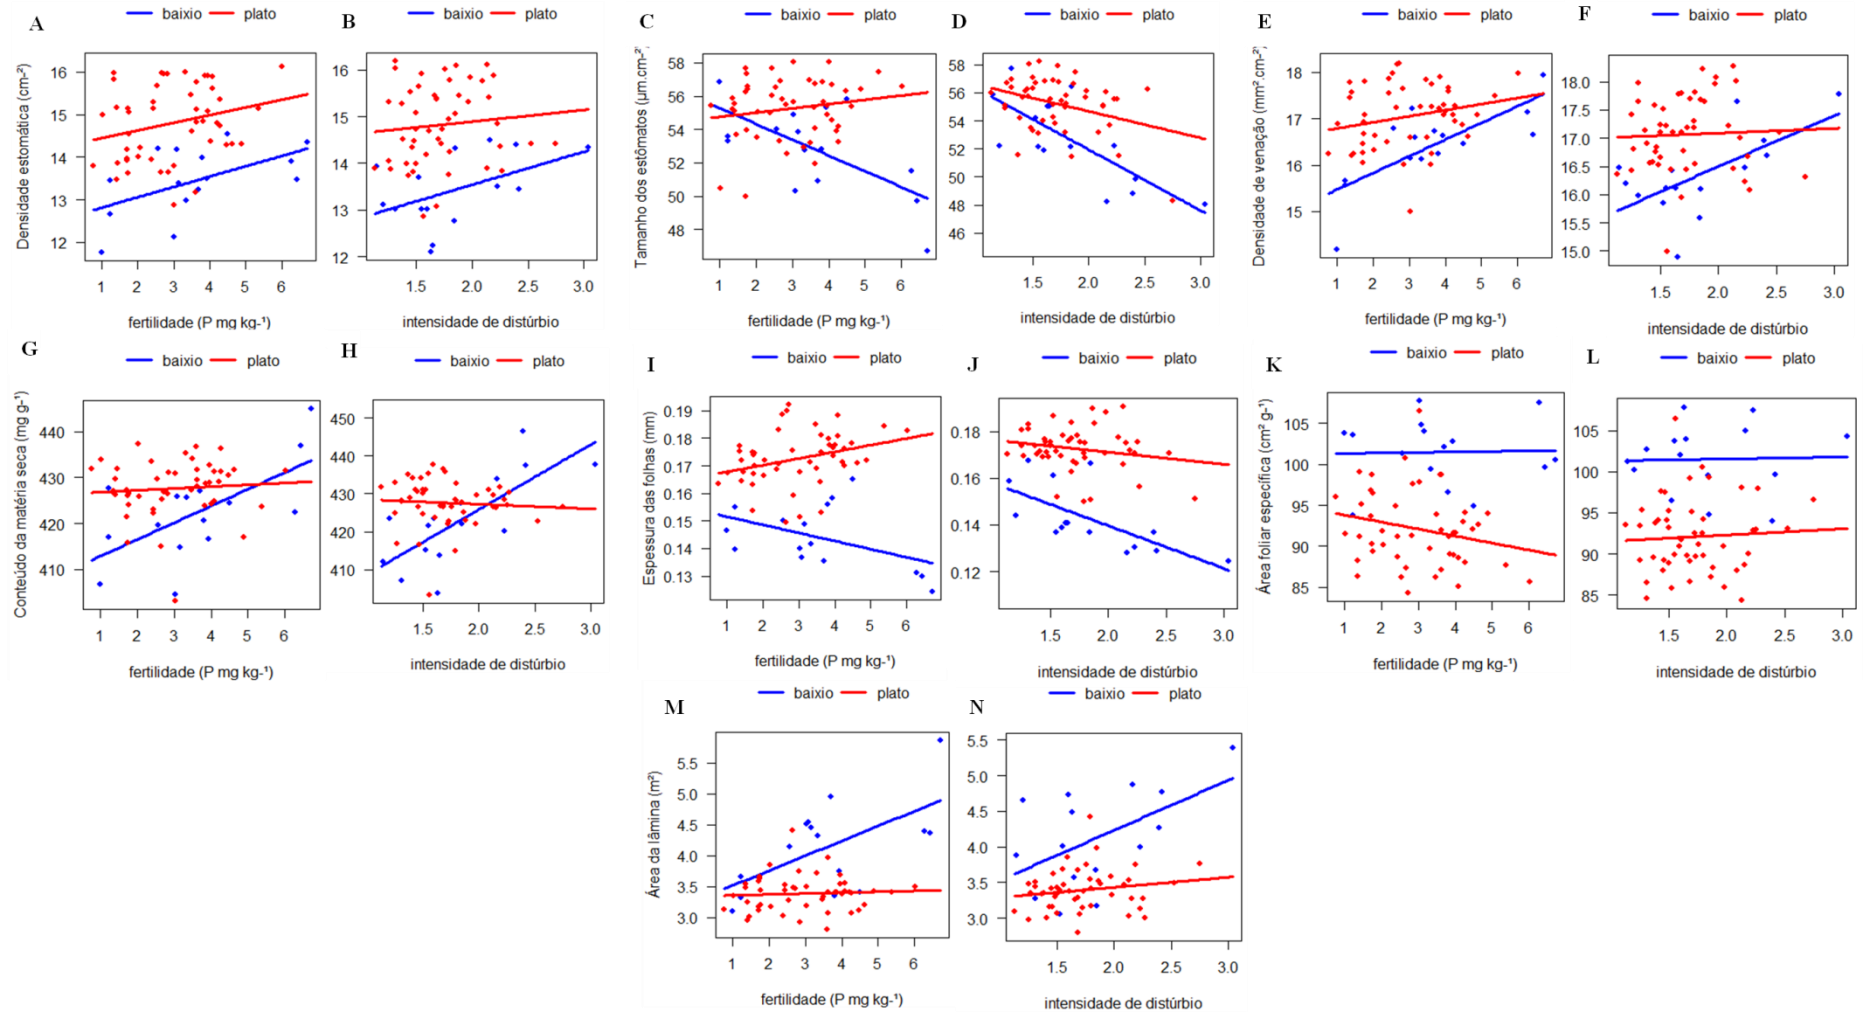 A
baixio plato
Densidade estomática (cm-²)
16
15
14
13
12
1 2 3 4 5 6
fertilidade (P mg kg-¹)
B
baixio plato
16
15
14
13
12
1.5 2.0 2.5 3.0
intensidade de distúrbio
C
baixio plato
Tamanho dos estômatos (µm.cm-²)
58
56
54
52
50
48
1 2 3 4 5 6
fertilidade (P mg kg-¹)
D
baixio plato
58
56
54
52
50
48
46
1.5 2.0 2.5 3.0
intensidade de distúrbio
E
baixio plato
Densidade de venação (mm².cm-²)
18
17
16
15
1 2 3 4 5 6
fertilidade (P mg kg-¹)
F
baixio plato
18.0
17.5
17.0
16.5
16.0
15.5
15.0
1.5 2.0 2.5 3.0
intensidade de distúrbio
G
baixio plato
Conteúdo da matéria seca (mg g-¹)
440
430
420
410
1 2 3 4 5 6
fertilidade (P mg kg-¹)
H
baixio plato
450
440
430
420
410
1.5 2.0 2.5 3.0
intensidade de distúrbio
I
baixio plato
Espessura das folhas (mm)
0.19
0.18
0.17
0.16
0.15
0.14
0.13
1 2 3 4 5 6
fertilidade (P mg kg-¹)
J
baixio plato
0.18
0.16
0.14
0.12
1.5 2.0 2.5 3.0
intensidade de distúrbio
K
baixio plato
Área foliar específica (cm² g-¹)
105
100
95
90
85
1 2 3 4 5 6
fertilidade (P mg kg-¹)
L
baixio plato
105
100
95
90
85
1.5 2.0 2.5 3.0
intensidade de distúrbio
M
baixio plato
Área da lâmina (m²)
5.5
5.0
4.5
4.0
3.5
3.0
1 2 3 4 5 6
fertilidade (P mg kg-¹)
N
baixio plato
5.5
5.0
4.5
4.0
3.5
3.0
1.5 2.0 2.5 3.0
intensidade de distúrbio